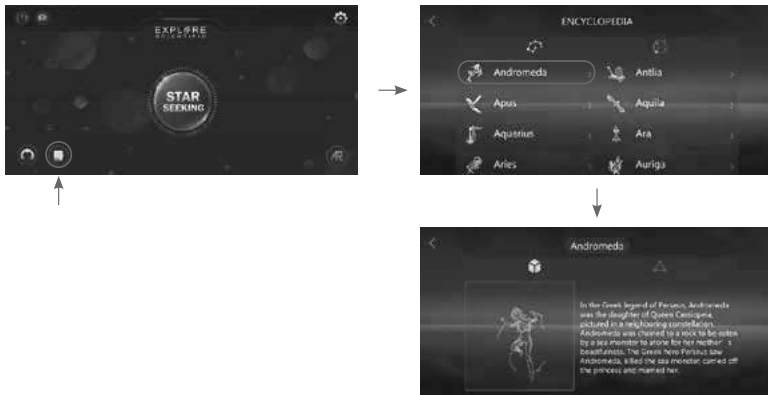 EXPLORE
SCIENTIFIC
STAR
SEEKING
AR
ENCYCLOPEDIA
Andromeda
Antlia
Apus
Aquila
Aquarius
Ara
Aries
Auriga
Andromeda
In the Greek legend of Perseus, Andromeda
was the daughter of Queen Cassiopeia,
pictured in a neighboring constellation.
Andromeda was chained to a rock to be eaten
by a sea monster to atone for her mother' s
boastfulness. The Greek hero Perseus saw
Andromeda, killed the sea monster, carried off
the princess and married her.